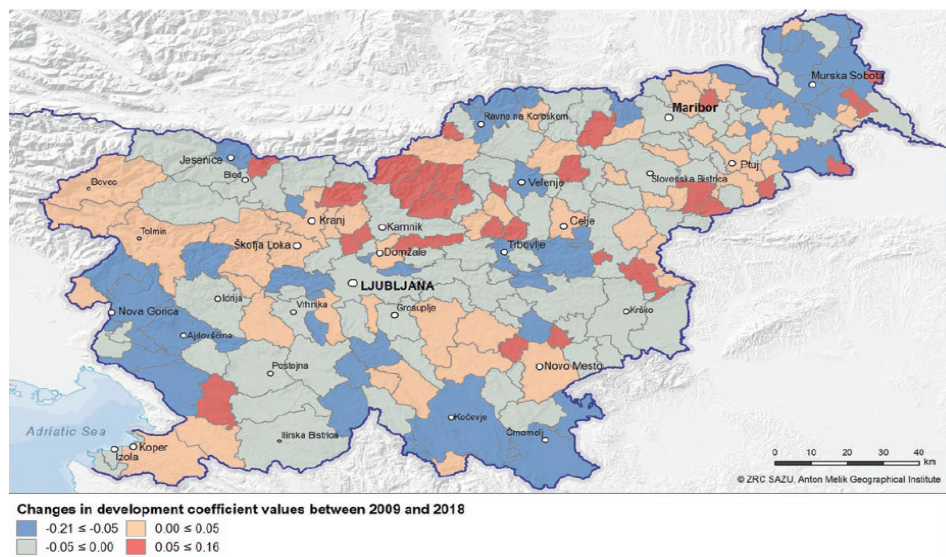 Murska Sobota
Ravne na Koroškem
Maribor
Jesenice
Bled
Velenje
Ptuj
Slovenska Bistrica
Bovec
Kranj
Celje
Tolmin
Kamnik
Škofja Loka
Trbovlje
Domžale
LJUBLJANA
Idrija
Vrhnika
Nova Gorica
Grosuplje
Krško
Ajdovščina
Postojna
Novo Mesto
Kočevje
Adriatic Sea
Ilirska Bistrica
Črnomelj
Koper
Izola
0 10 20 30 40
km
© ZRC SAZU, Anton Melik Geographical Institute
Changes in development coefficient values between 2009 and 2018
-0.21 ≤ -0.05 0.00 ≤ 0.05
-0.05 ≤ 0.00 0.05 ≤ 0.16